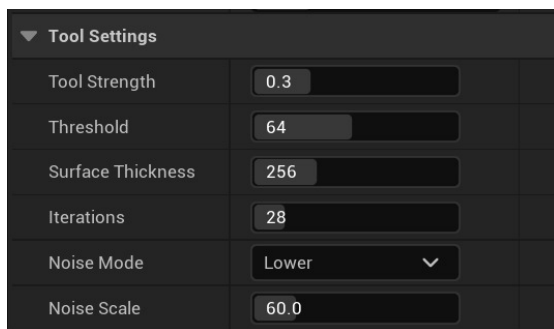 Tool Settings
Tool Strength 0.3
Threshold 64
Surface Thickness 256
Iterations 28
Noise Mode Lower
Noise Scale 60.0